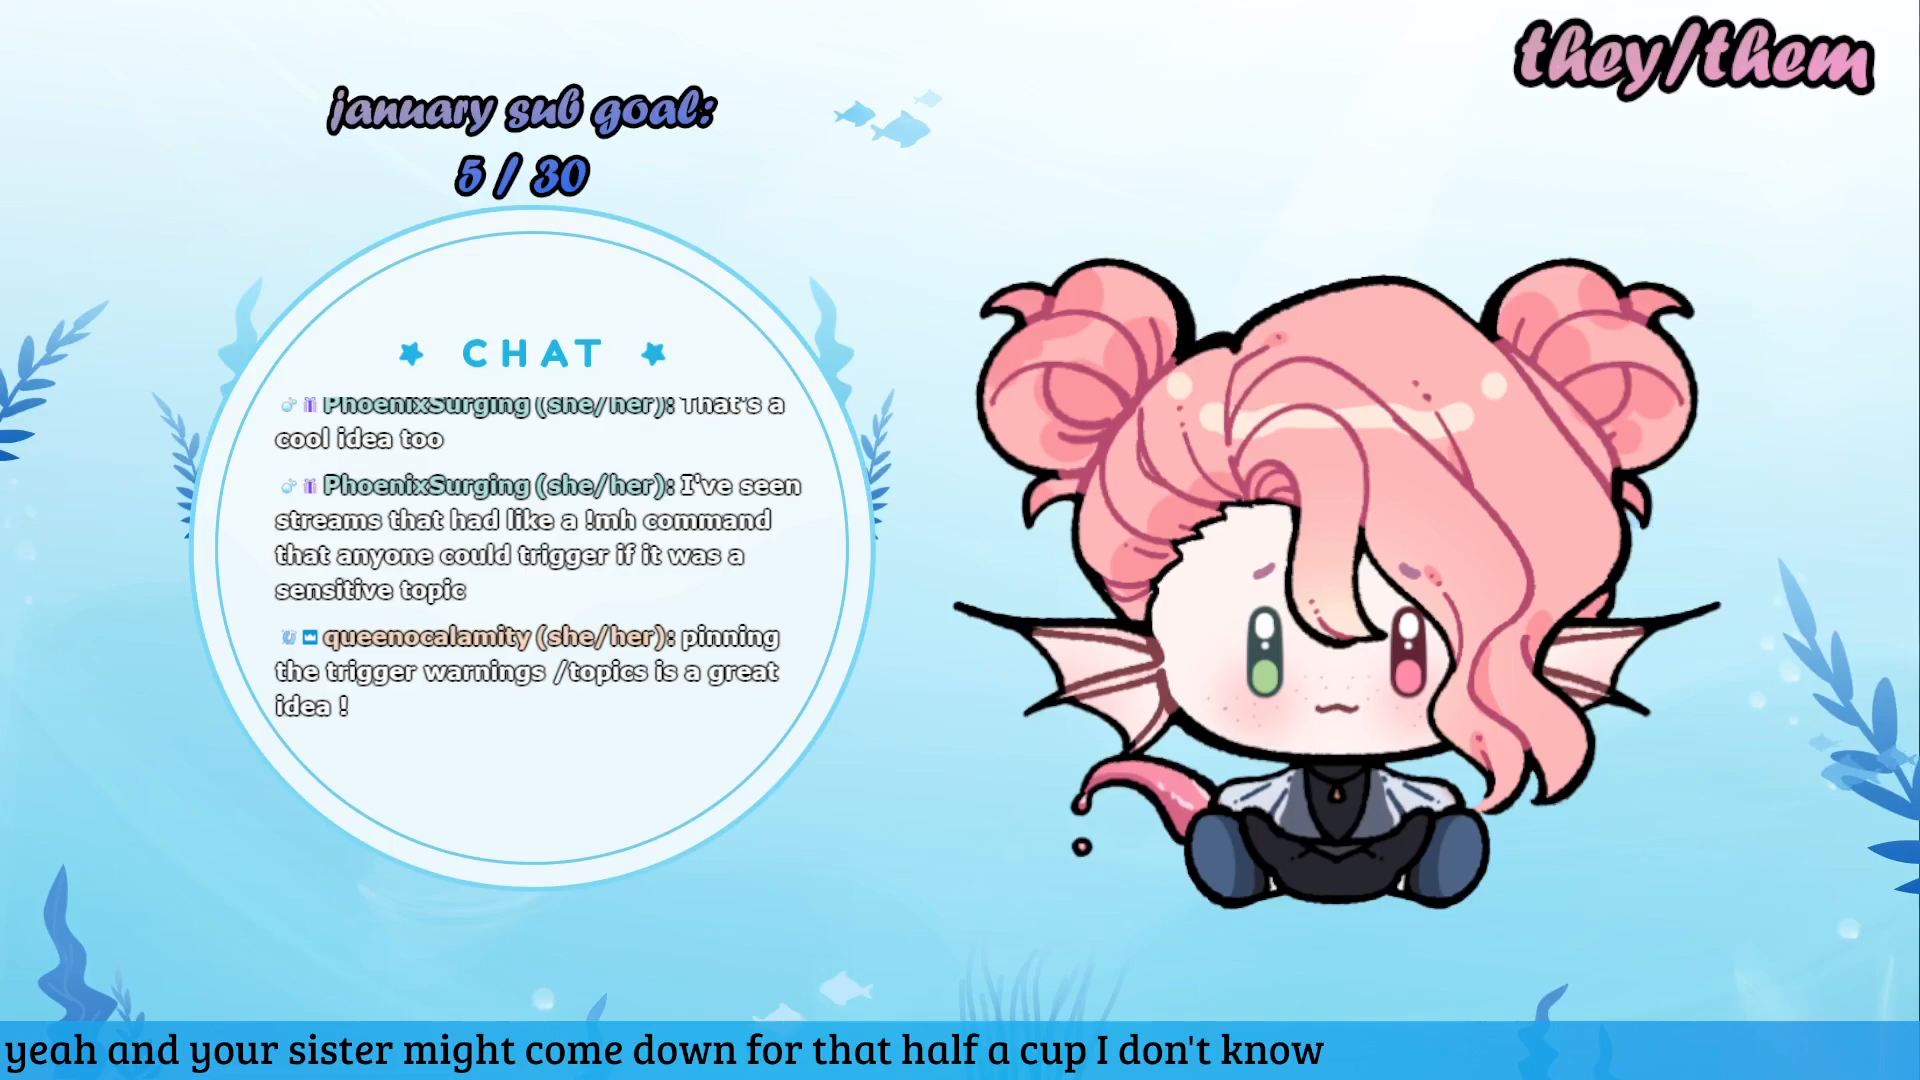 they/them
january sub goal:
5 / 30
CHAT
PhoenixSurging (she/her): That's a
cool idea too
PhoenixSurging (she/her): I've seen
streams that had like a !mh command
that anyone could trigger if it was a
sensitive topic
queenocalamity (she/her): pinning
the trigger warnings /topics is a great
idea !
yeah and your sister might come down for that half a cup I don't know